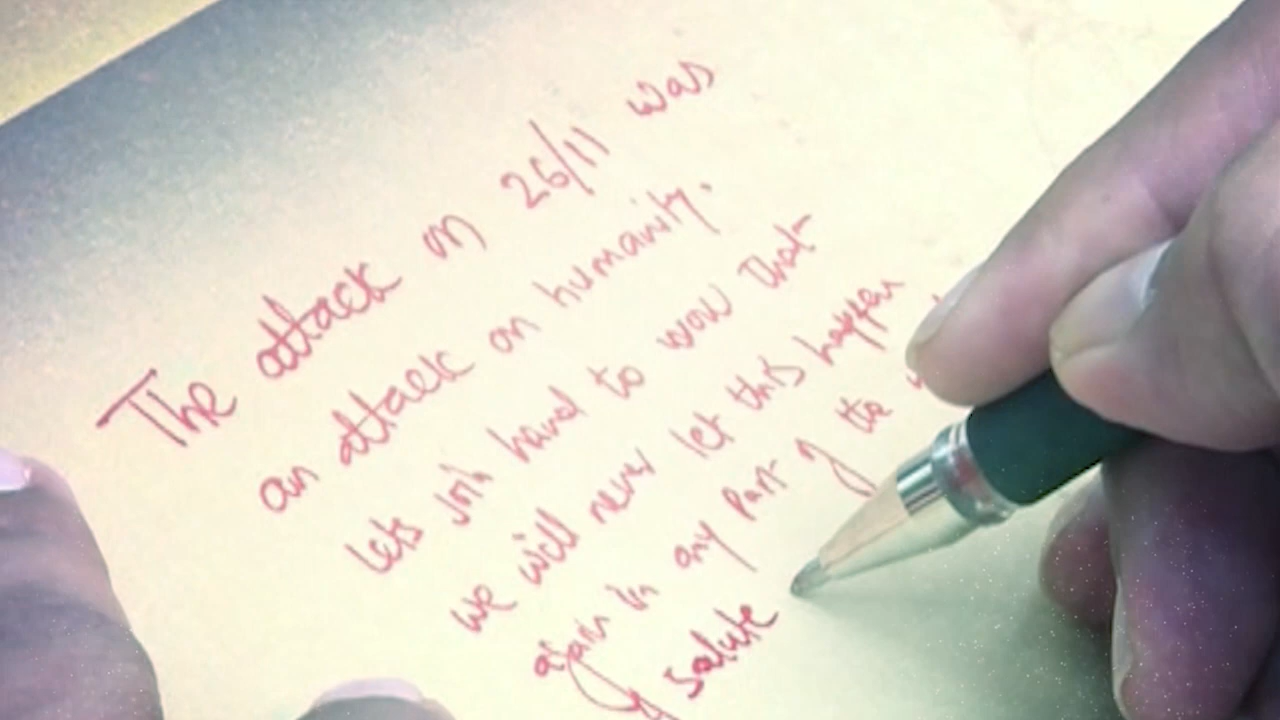 The attack on 26/11 was
an attack on humanity.
Lets join hand to wow that
we will never let this happen
again in any part of the
I salute